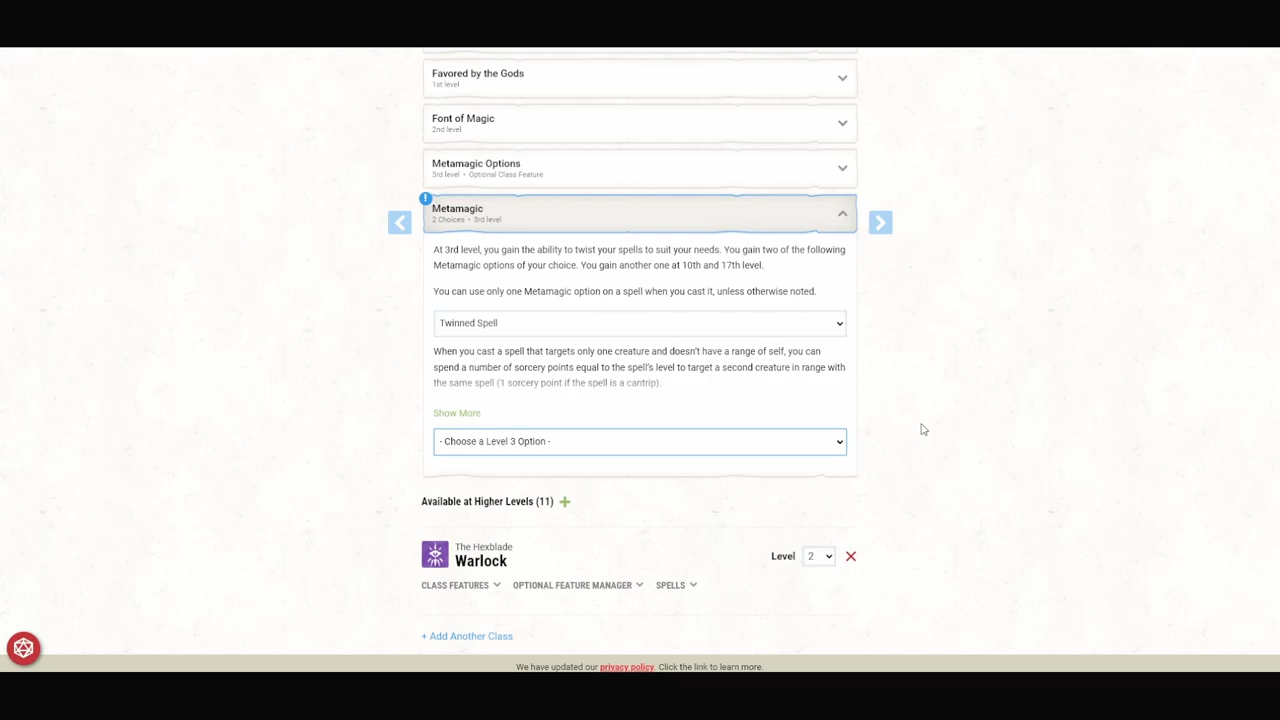 Favored by the Gods
1st level
Font of Magic
2nd level
Metamagic Options
3rd level • Optional Class Feature
!
Metamagic
2 Choices • 3rd level
At 3rd level, you gain the ability to twist your spells to suit your needs. You gain two of the following
Metamagic options of your choice. You gain another one at 10th and 17th level.
You can use only one Metamagic option on a spell when you cast it, unless otherwise noted.
Twinned Spell
When you cast a spell that targets only one creature and doesn't have a range of self, you can
spend a number of sorcery points equal to the spell's level to target a second creature in range with
the same spell (1 sorcery point if the spell is a cantrip).
Show More
- Choose a Level 3 Option -
Available at Higher Levels (11)
The Hexblade
Warlock
Level 2
CLASS FEATURES OPTIONAL FEATURE MANAGER SPELLS
+ Add Another Class
We have updated our privacy policy. Click the link to learn more.